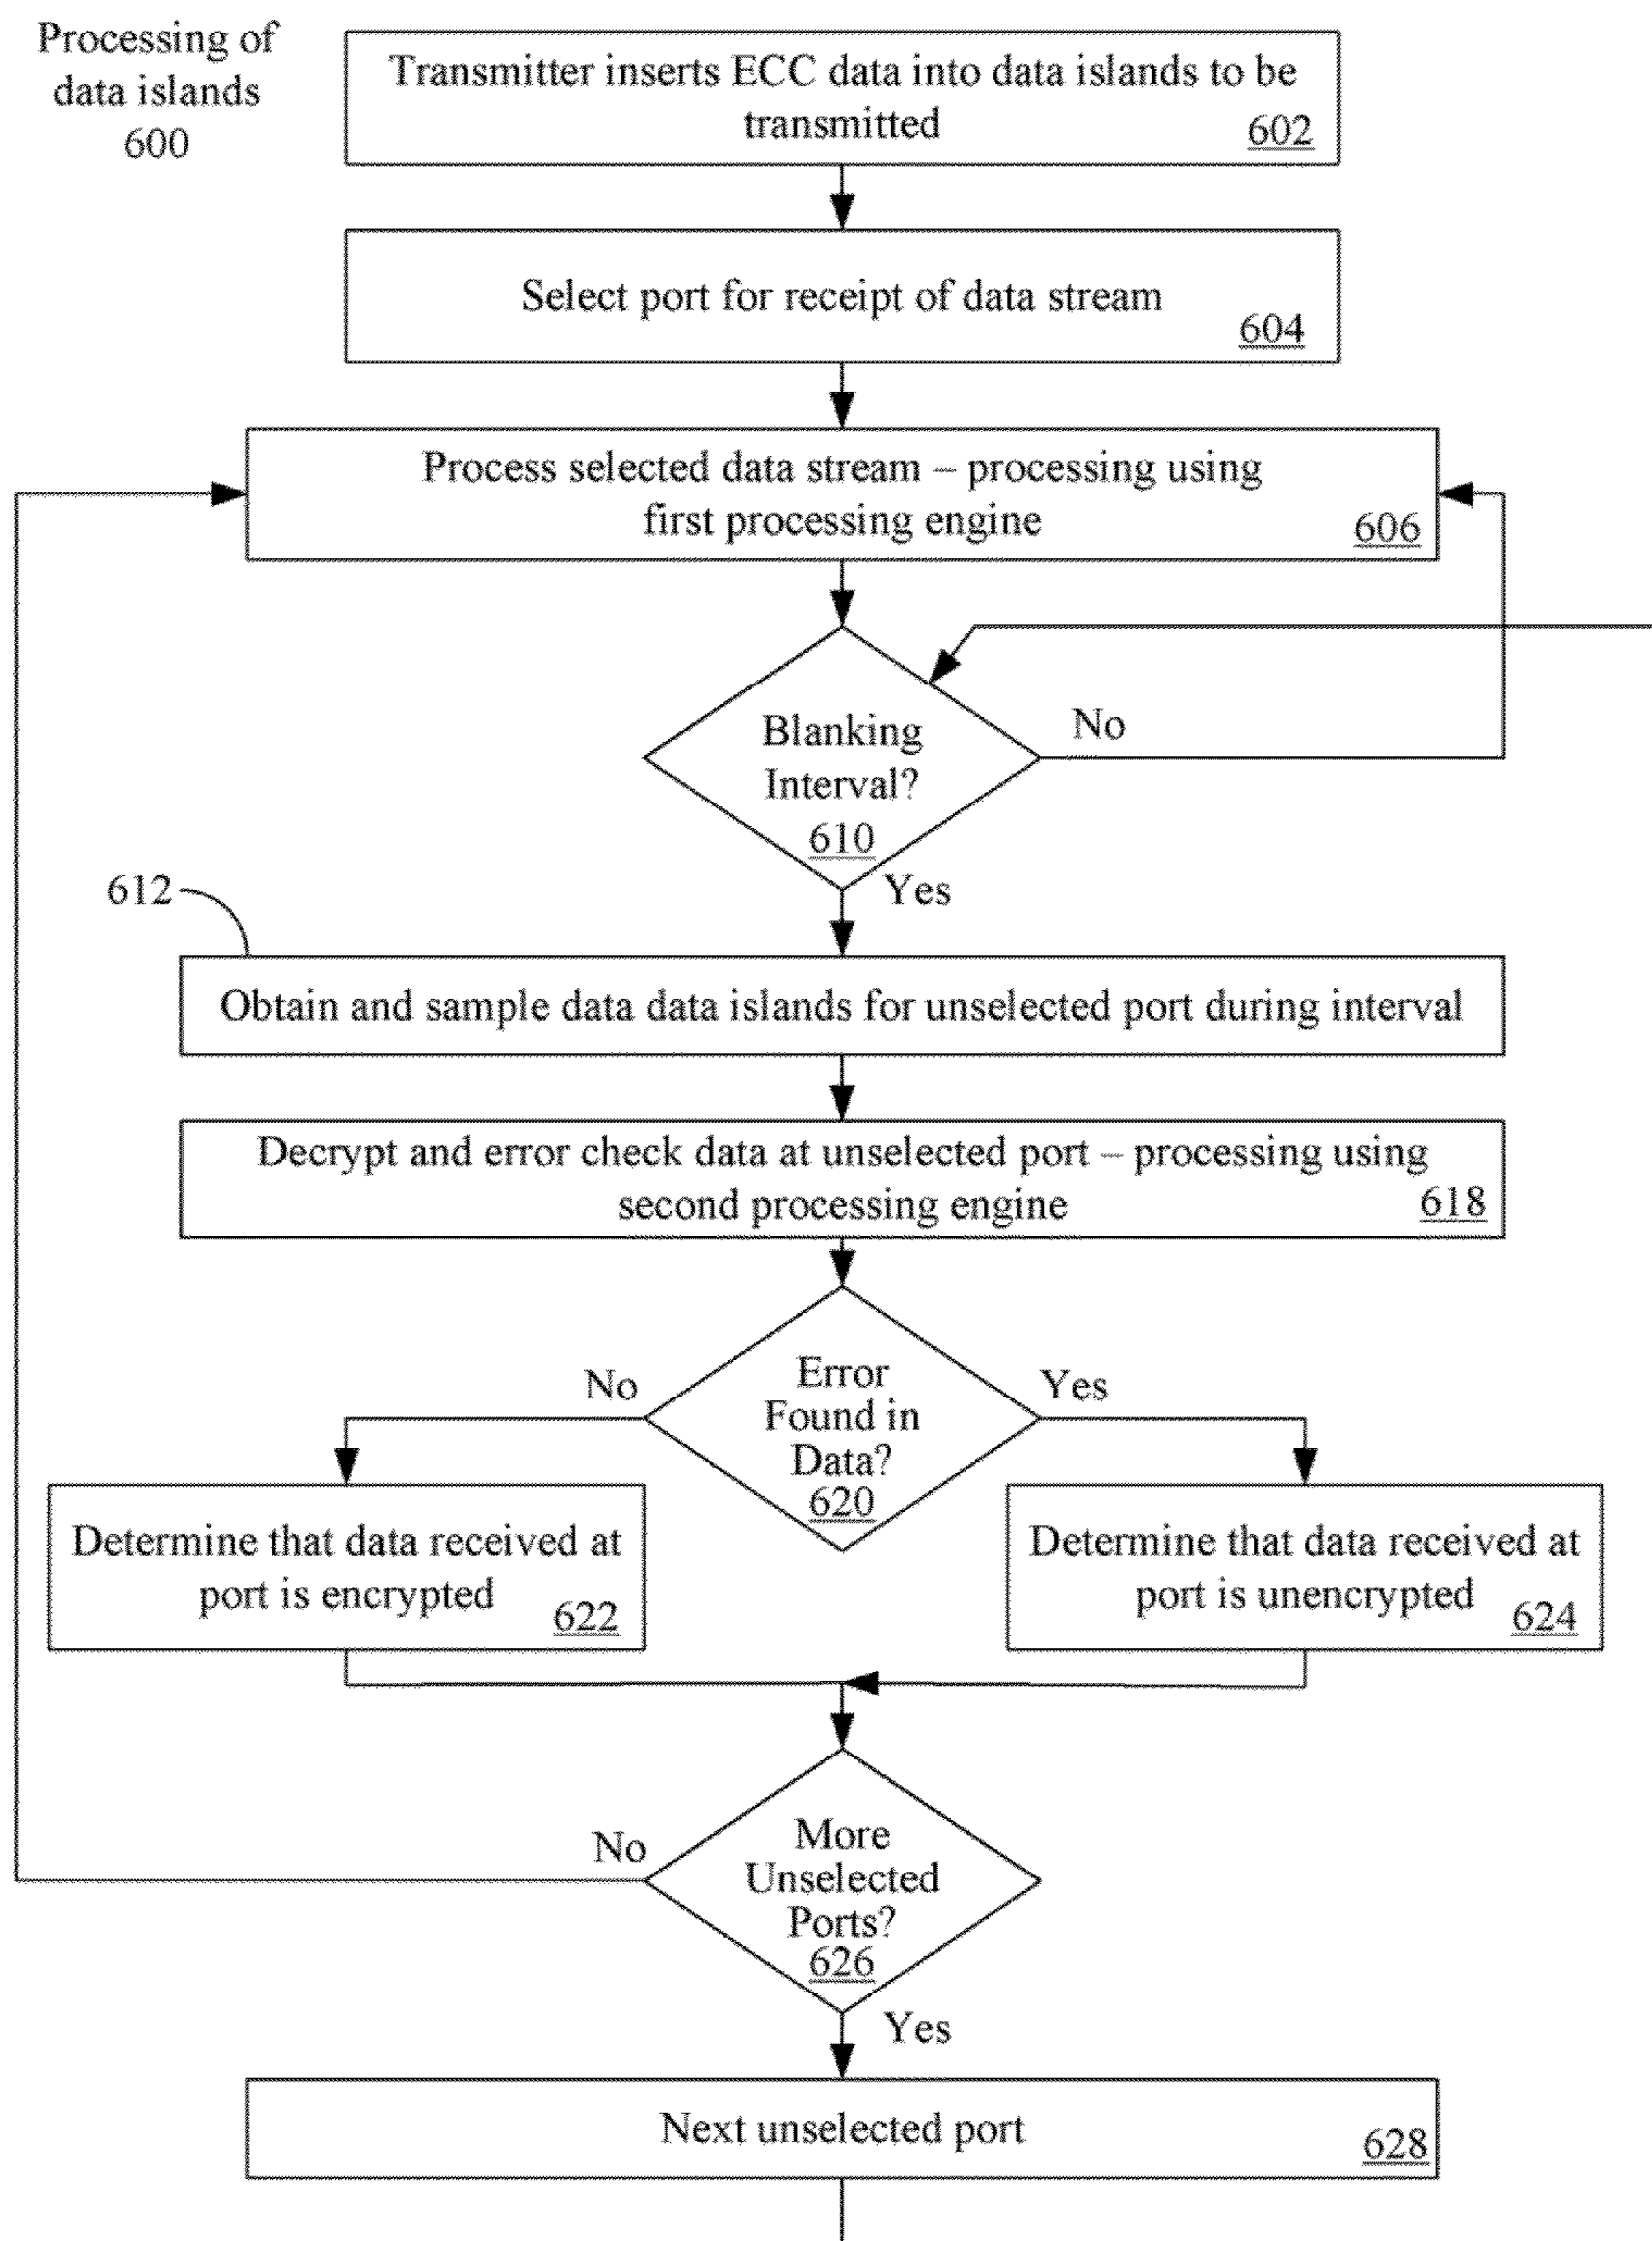 Processing of
data islands
600
Transmitter inserts ECC data into data islands to be
transmitted
602
Select port for receipt of data stream
604
Process selected data stream – processing using
first processing engine
606
Blanking
Interval?
610
No
Yes
612
Obtain and sample data data islands for unselected port during interval
Decrypt and error check data at unselected port – processing using
second processing engine
618
Error
Found in
Data?
620
No
Yes
Determine that data received at
port is encrypted
622
Determine that data received at
port is unencrypted
624
More
Unselected
Ports?
626
No
Yes
Next unselected port
628